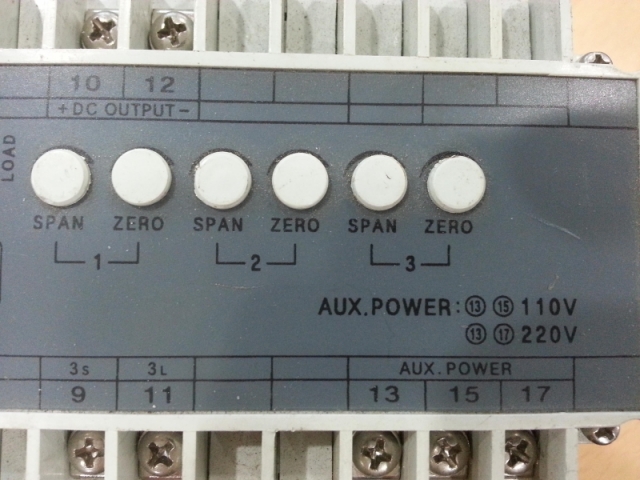 10 12
+ DC OUTPUT -
LOAD
SPAN ZERO SPAN ZERO SPAN ZERO
1 2 3
AUX.POWER: ⑬ ⑮ 110V
⑬ ⑰ 220V
3S 3L AUX.POWER
9 11 13 15 17